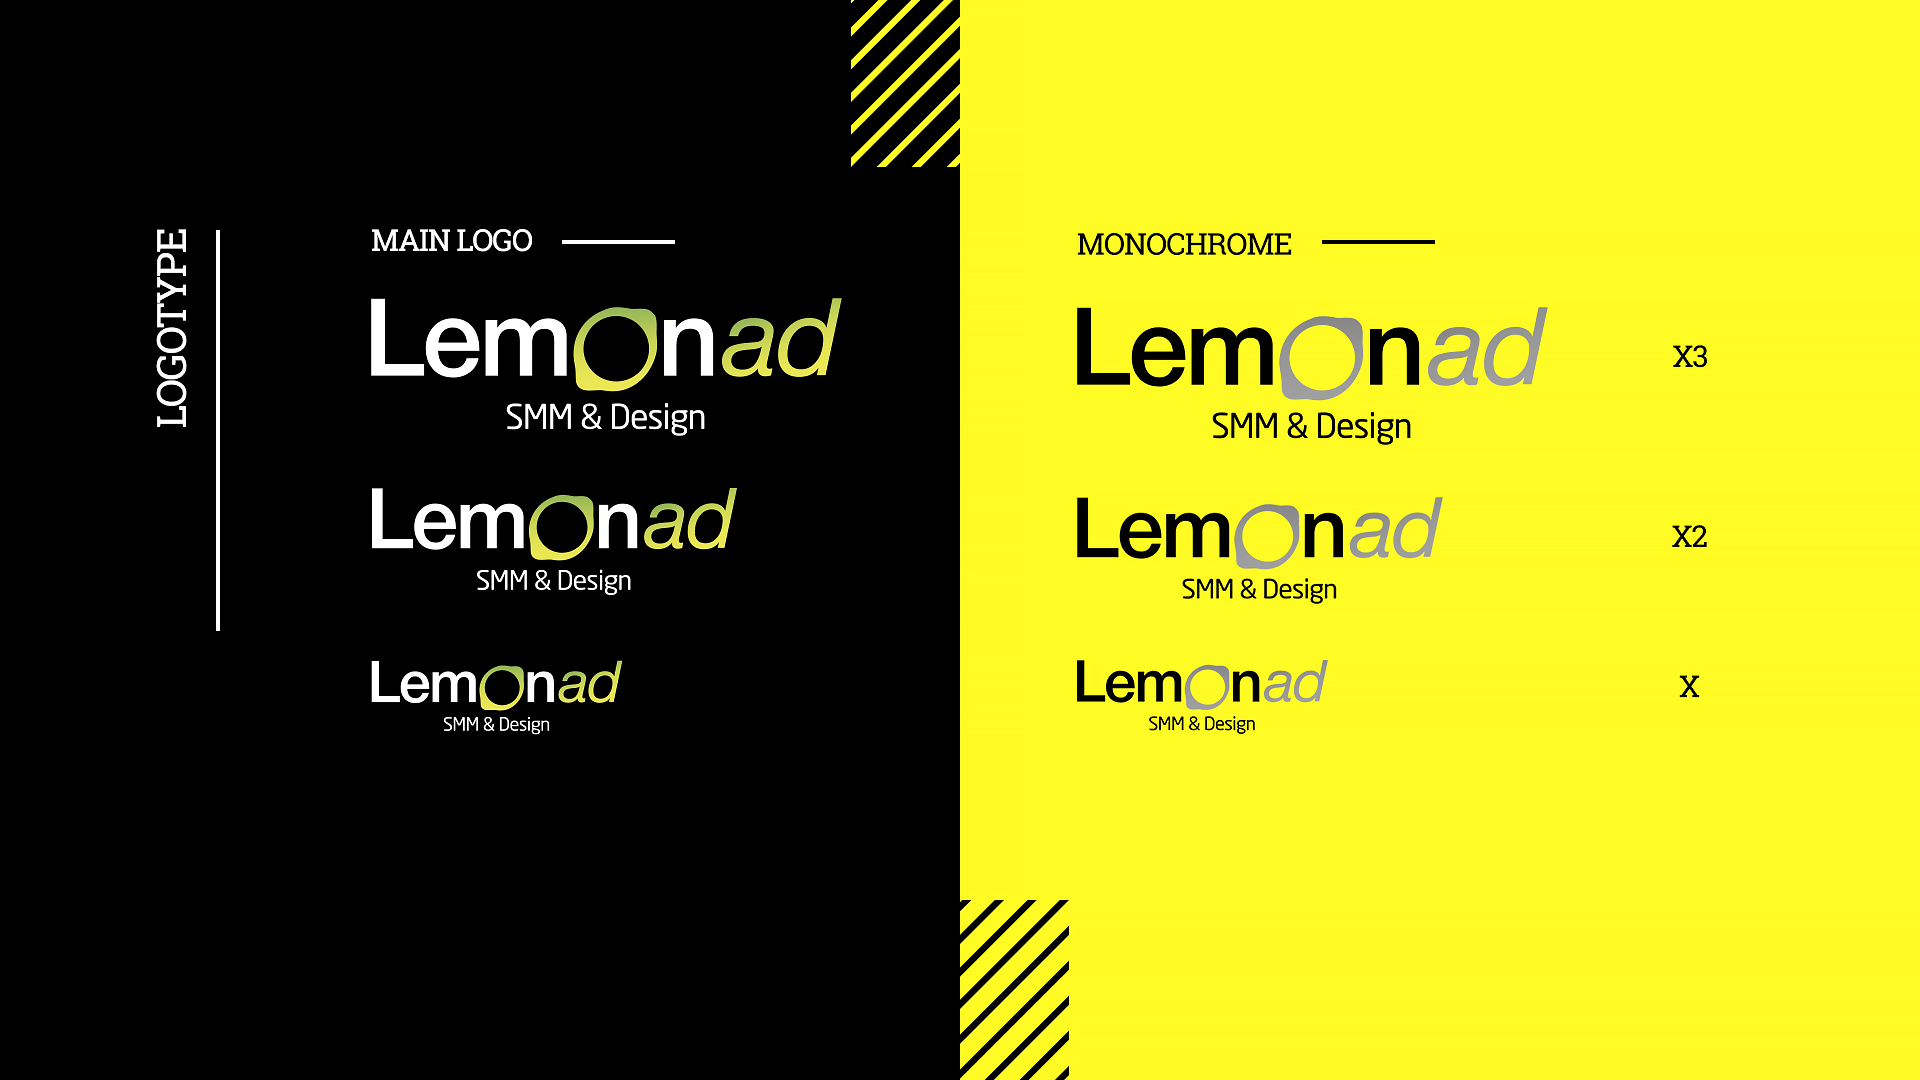 LOGOTYPE
MAIN LOGO
Lemonad
SMM & Design
Lemonad
SMM & Design
Lemonad
SMM & Design
MONOCHROME
Lemonad
SMM & Design
X3
Lemonad
SMM & Design
X2
Lemonad
SMM & Design
X